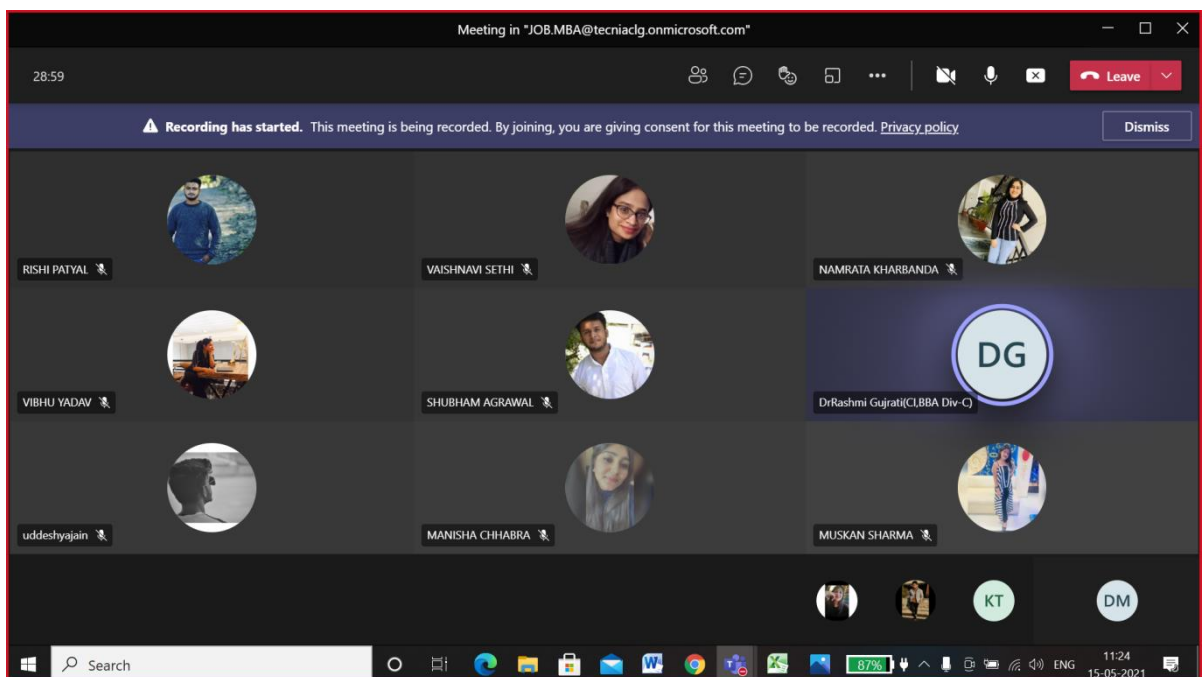 Meeting in "JOB.MBA@tecniaclg.onmicrosoft.com"
28:59
Leave
Recording has started. This meeting is being recorded. By joining, you are giving consent for this meeting to be recorded. Privacy policy
Dismiss
RISHI PATYAL
VAISHNAVI SETHI
NAMRATA KHARBANDA
DG
VIBHU YADAV
SHUBHAM AGRAWAL
DrRashmi Gujrati(CI,BBA Div-C)
uddeshyajain
MANISHA CHHABRA
MUSKAN SHARMA
KT
DM
Search
87%
ENG
11:24
15-05-2021